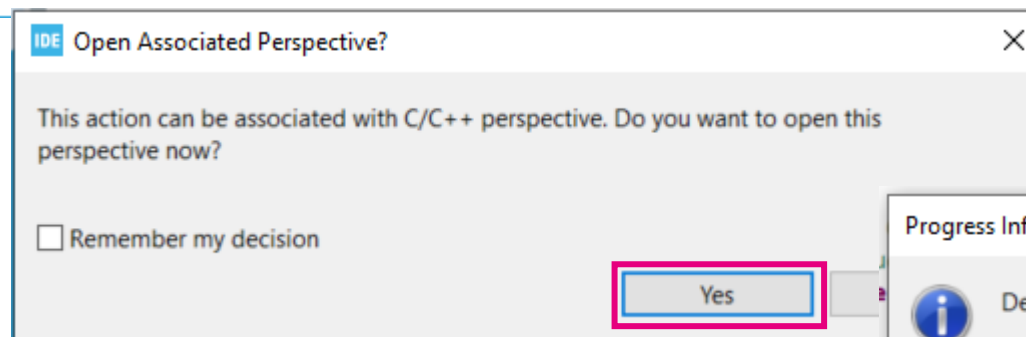 IDE Open Associated Perspective?
This action can be associated with C/C++ perspective. Do you want to open this
perspective now?
Remember my decision
Progress Inf
Yes
De